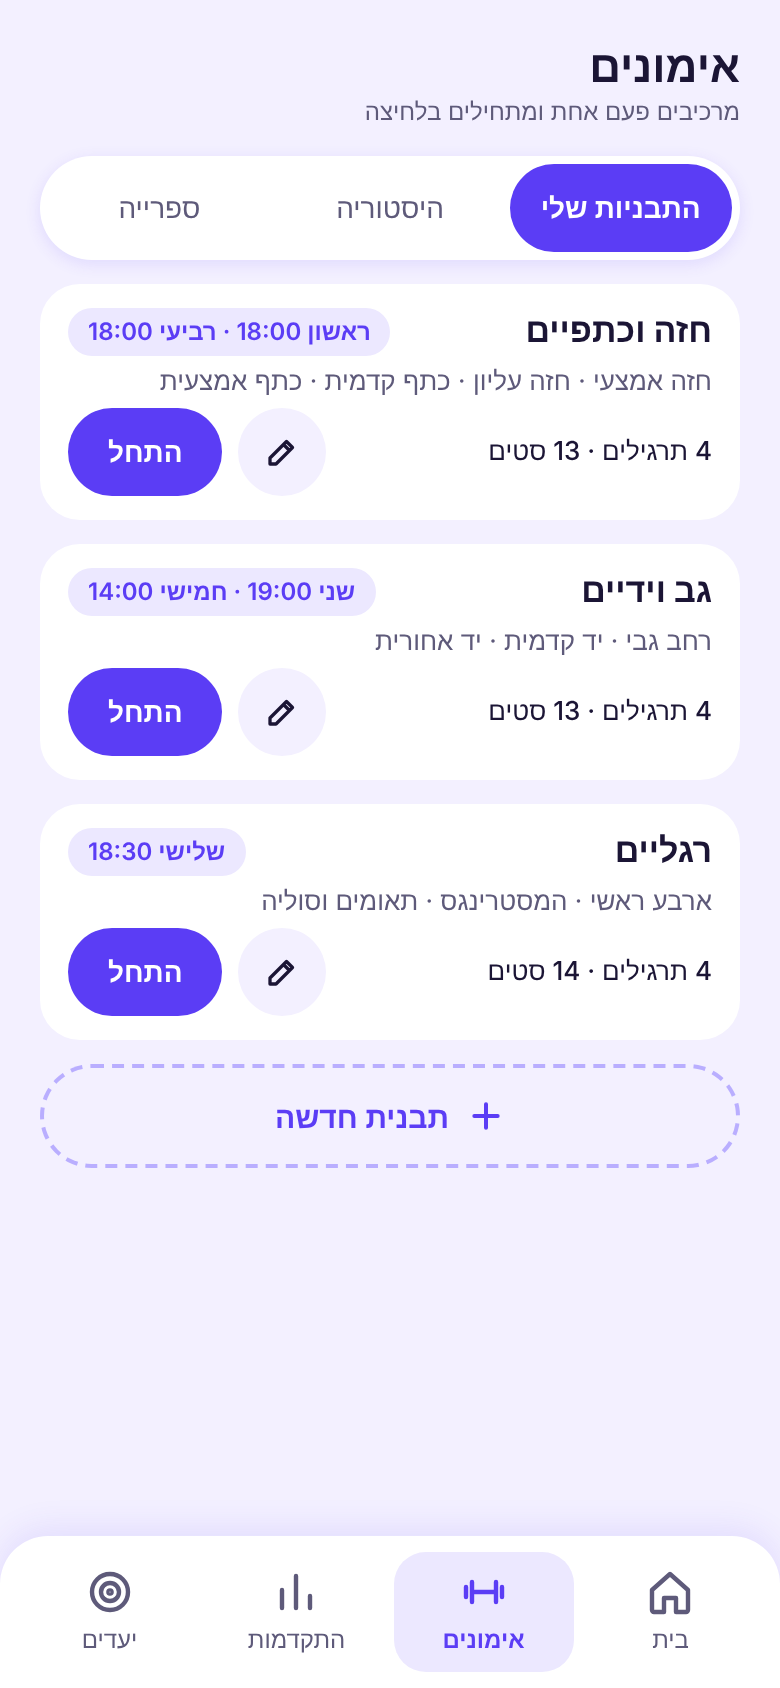 אימונים
מרכיבים פעם אחת ומתחילים בלחיצה
התבניות שלי
היסטוריה
ספרייה
חזה וכתפיים
ראשון 18:00 · רביעי 18:00
חזה אמצעי · חזה עליון · כתף קדמית · כתף אמצעית
4 תרגילים · 13 סטים
התחל
גב וידיים
שני 19:00 · חמישי 14:00
רחב גבי · יד קדמית · יד אחורית
4 תרגילים · 13 סטים
התחל
רגליים
שלישי 18:30
ארבע ראשי · המסטרינגס · תאומים וסוליה
4 תרגילים · 14 סטים
התחל
+ תבנית חדשה
בית
אימונים
התקדמות
יעדים